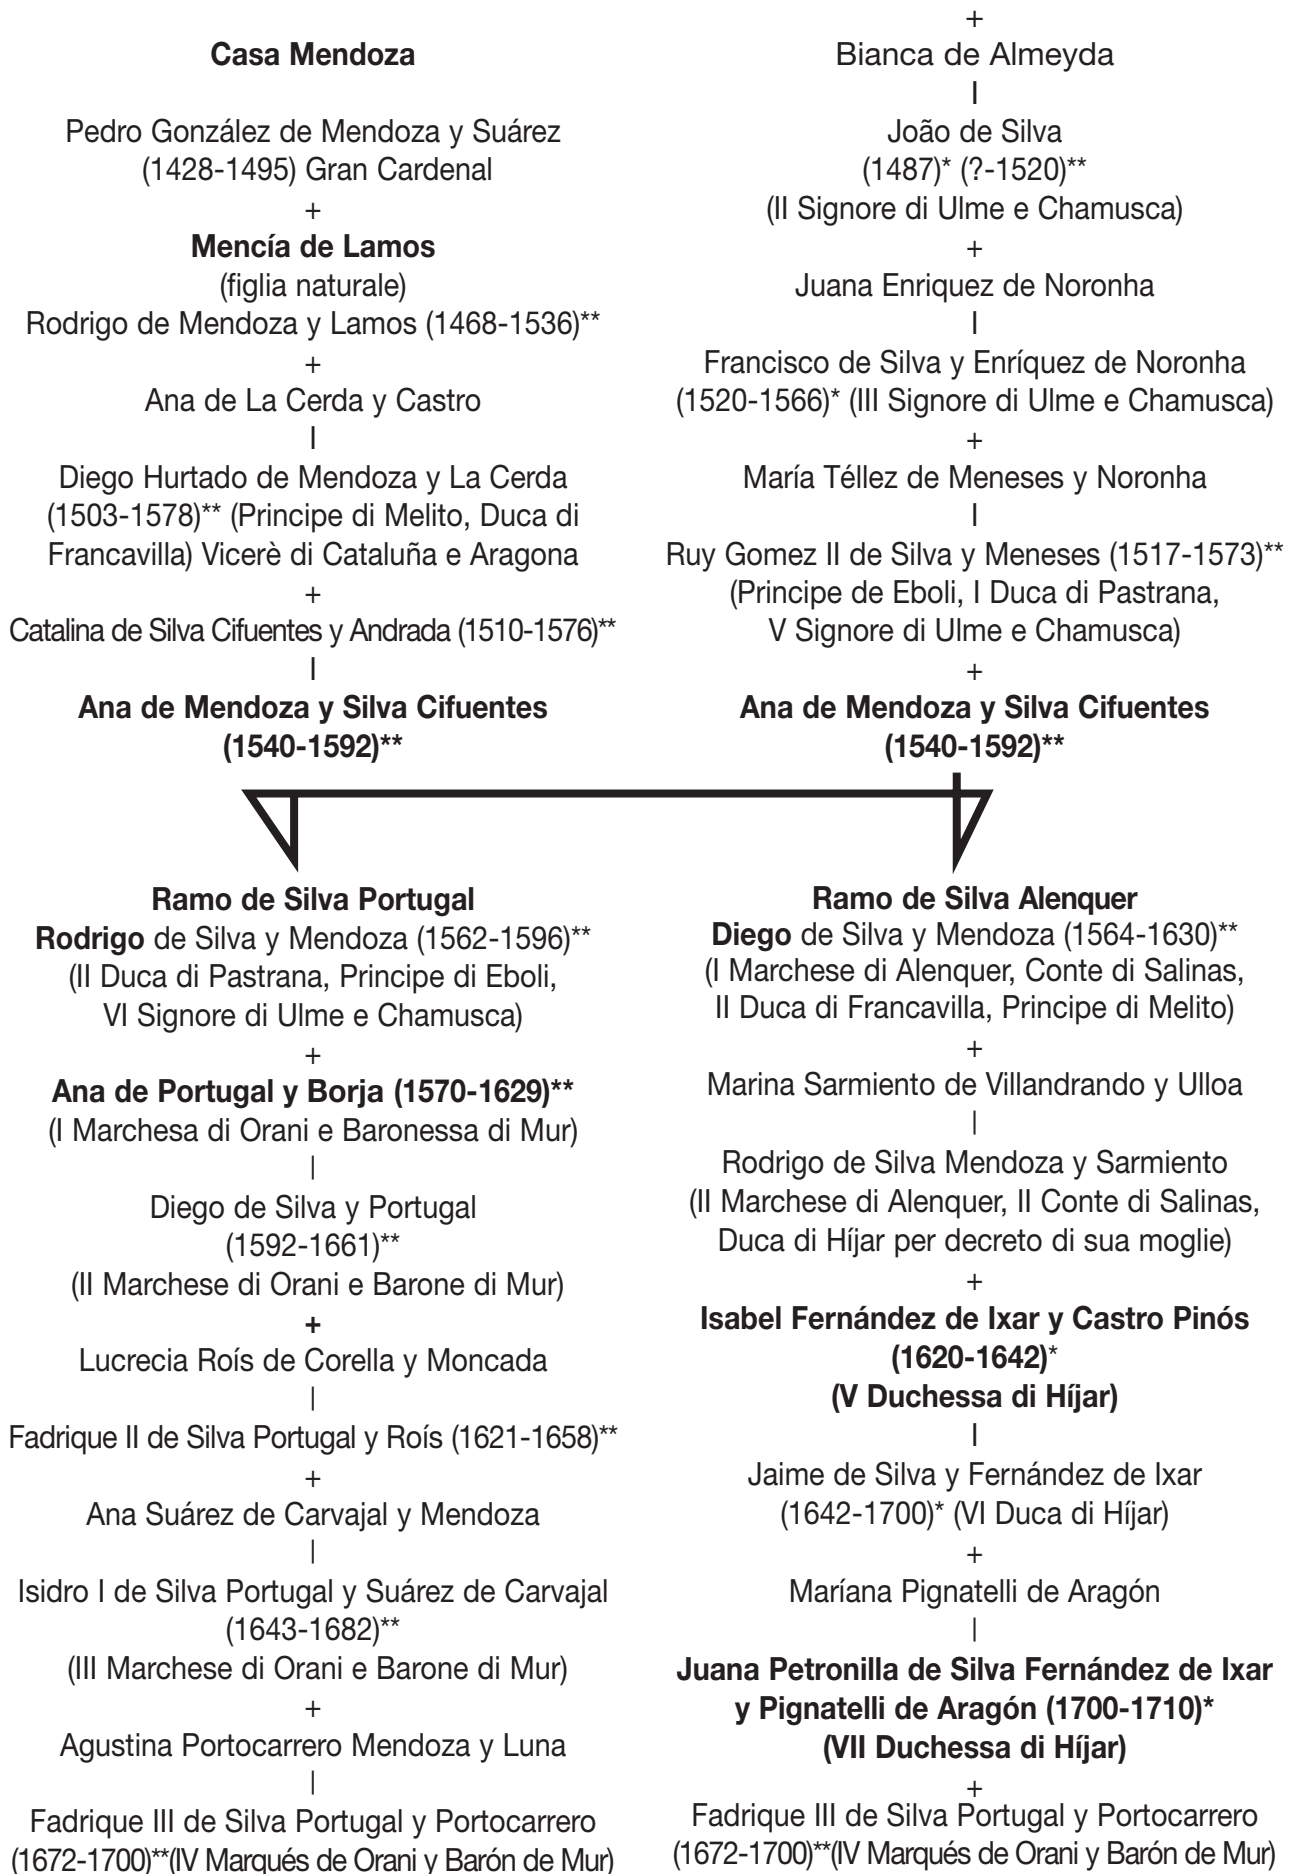 Casa Mendoza
Pedro González de Mendoza y Suárez
(1428-1495) Gran Cardenal
+
Mencía de Lamos
(figlia naturale)
Rodrigo de Mendoza y Lamos (1468-1536)**
+
Ana de La Cerda y Castro
|
Diego Hurtado de Mendoza y La Cerda
(1503-1578)** (Principe di Melito, Duca di
Francavilla) Vicerè di Cataluña e Aragona
+
Catalina de Silva Cifuentes y Andrada (1510-1576)**
|
Ana de Mendoza y Silva Cifuentes
(1540-1592)**
+
Bianca de Almeyda
|
João de Silva
(1487)* (?-1520)**
(II Signore di Ulme e Chamusca)
+
Juana Enriquez de Noronha
|
Francisco de Silva y Enríquez de Noronha
(1520-1566)* (III Signore di Ulme e Chamusca)
+
María Téllez de Meneses y Noronha
|
Ruy Gomez II de Silva y Meneses (1517-1573)**
(Principe de Eboli, I Duca di Pastrana,
V Signore di Ulme e Chamusca)
+
Ana de Mendoza y Silva Cifuentes
(1540-1592)**
Ramo de Silva Portugal
Rodrigo de Silva y Mendoza (1562-1596)**
(II Duca di Pastrana, Principe di Eboli,
VI Signore di Ulme e Chamusca)
+
Ana de Portugal y Borja (1570-1629)**
(I Marchesa di Orani e Baronessa di Mur)
|
Diego de Silva y Portugal
(1592-1661)**
(II Marchese di Orani e Barone di Mur)
+
Lucrecia Roís de Corella y Moncada
|
Fadrique II de Silva Portugal y Roís (1621-1658)**
+
Ana Suárez de Carvajal y Mendoza
|
Isidro I de Silva Portugal y Suárez de Carvajal
(1643-1682)**
(III Marchese di Orani e Barone di Mur)
+
Agustina Portocarrero Mendoza y Luna
|
Fadrique III de Silva Portugal y Portocarrero
(1672-1700)**(IV Marqués de Orani y Barón de Mur)
Ramo de Silva Alenquer
Diego de Silva y Mendoza (1564-1630)**
(I Marchese di Alenquer, Conte di Salinas,
II Duca di Francavilla, Principe di Melito)
+
Marina Sarmiento de Villandrando y Ulloa
|
Rodrigo de Silva Mendoza y Sarmiento
(II Marchese di Alenquer, II Conte di Salinas,
Duca di Híjar per decreto di sua moglie)
+
Isabel Fernández de Ixar y Castro Pinós
(1620-1642)*
(V Duchessa di Híjar)
|
Jaime de Silva y Fernández de Ixar
(1642-1700)* (VI Duca di Híjar)
+
Maríana Pignatelli de Aragón
|
Juana Petronilla de Silva Fernández de Ixar
y Pignatelli de Aragón (1700-1710)*
(VII Duchessa di Híjar)
+
Fadrique III de Silva Portugal y Portocarrero
(1672-1700)**(IV Marqués de Orani y Barón de Mur)